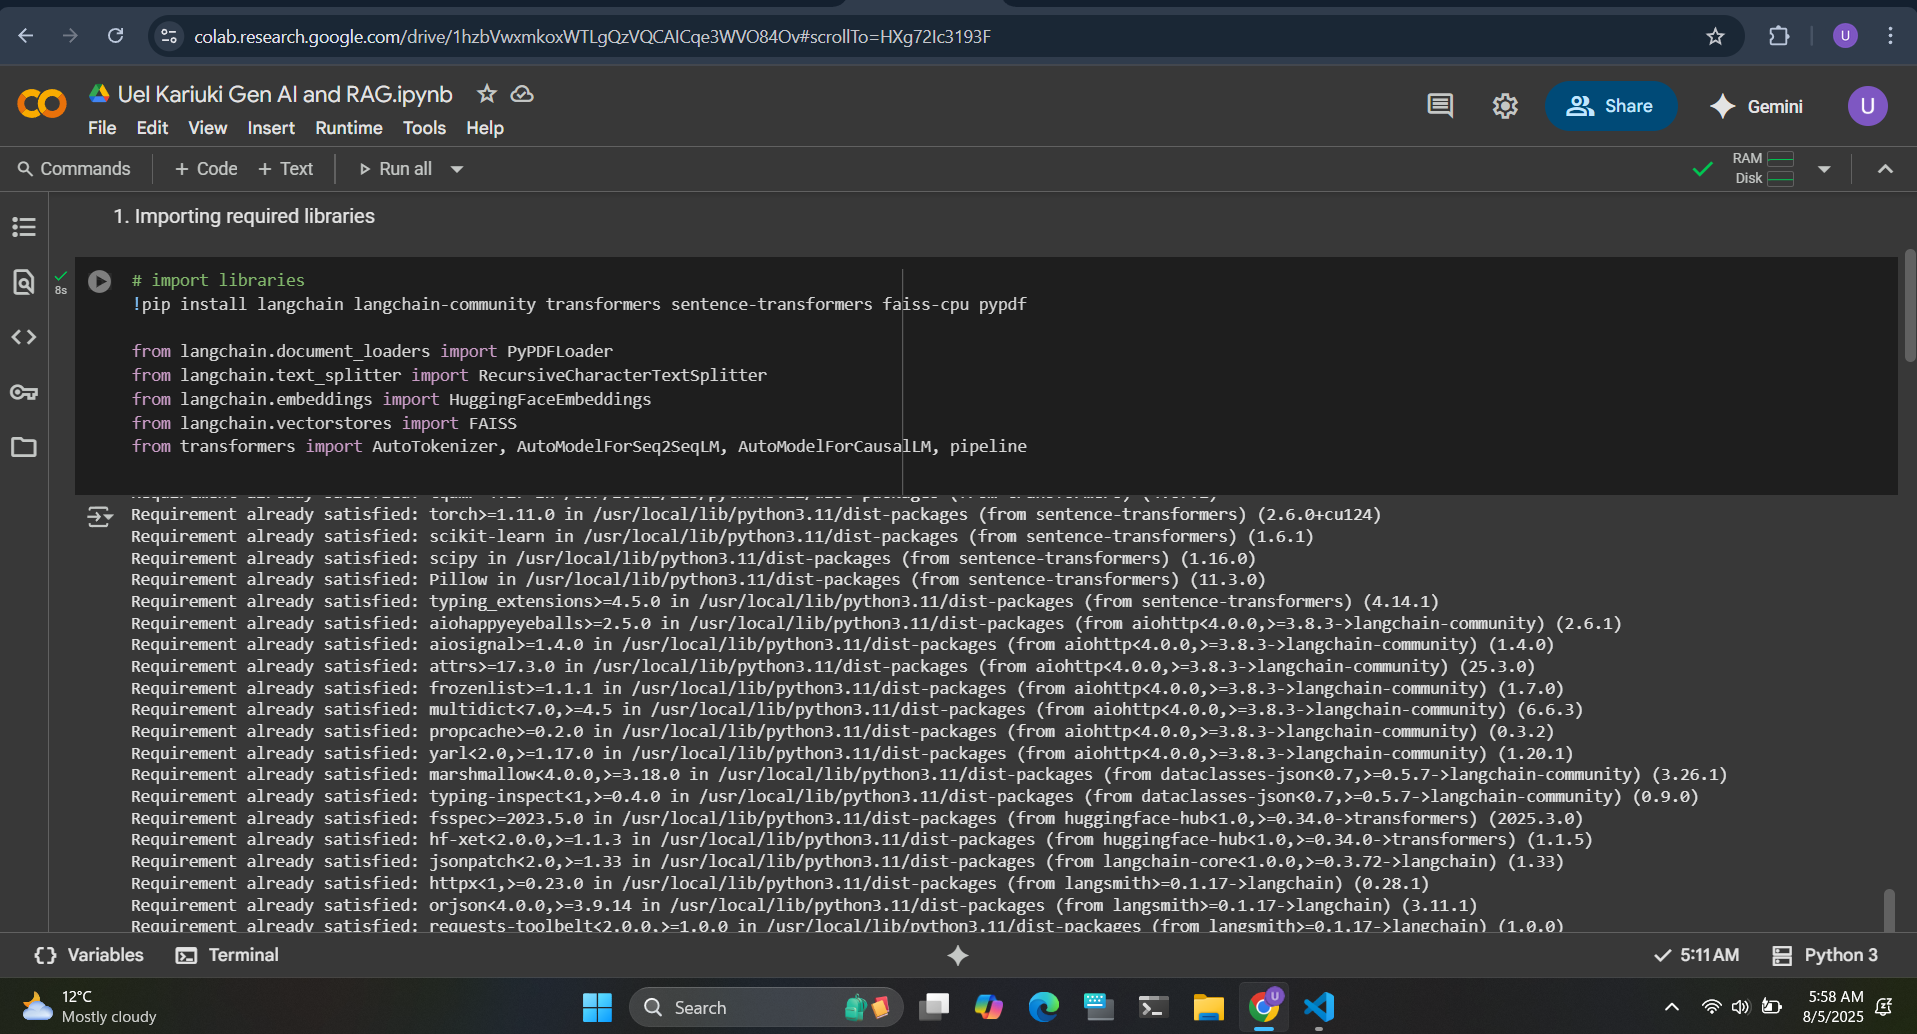 colab.research.google.com/drive/1hzbVwxmkoxWTLgQzVQCAICqe3WVO84Ov#scrollTo=HXg72Ic3193F
U
Uel Kariuki Gen AI and RAG.ipynb
File Edit View Insert Runtime Tools Help
Share
Gemini
U
Commands + Code + Text Run all
RAM
Disk
1. Importing required libraries
8s
# import libraries
!pip install langchain langchain-community transformers sentence-transformers faiss-cpu pypdf
from langchain.document_loaders import PyPDFLoader
from langchain.text_splitter import RecursiveCharacterTextSplitter
from langchain.embeddings import HuggingFaceEmbeddings
from langchain.vectorstores import FAISS
from transformers import AutoTokenizer, AutoModelForSeq2SeqLM, AutoModelForCausalLM, pipeline
Requirement already satisfied: torch>=1.11.0 in /usr/local/lib/python3.11/dist-packages (from sentence-transformers) (2.6.0+cu124)
Requirement already satisfied: scikit-learn in /usr/local/lib/python3.11/dist-packages (from sentence-transformers) (1.6.1)
Requirement already satisfied: scipy in /usr/local/lib/python3.11/dist-packages (from sentence-transformers) (1.16.0)
Requirement already satisfied: Pillow in /usr/local/lib/python3.11/dist-packages (from sentence-transformers) (11.3.0)
Requirement already satisfied: typing_extensions>=4.5.0 in /usr/local/lib/python3.11/dist-packages (from sentence-transformers) (4.14.1)
Requirement already satisfied: aiohappyeyeballs>=2.5.0 in /usr/local/lib/python3.11/dist-packages (from aiohttp<4.0.0,>=3.8.3->langchain-community) (2.6.1)
Requirement already satisfied: aiosignal>=1.4.0 in /usr/local/lib/python3.11/dist-packages (from aiohttp<4.0.0,>=3.8.3->langchain-community) (1.4.0)
Requirement already satisfied: attrs>=17.3.0 in /usr/local/lib/python3.11/dist-packages (from aiohttp<4.0.0,>=3.8.3->langchain-community) (25.3.0)
Requirement already satisfied: frozenlist>=1.1.1 in /usr/local/lib/python3.11/dist-packages (from aiohttp<4.0.0,>=3.8.3->langchain-community) (1.7.0)
Requirement already satisfied: multidict<7.0,>=4.5 in /usr/local/lib/python3.11/dist-packages (from aiohttp<4.0.0,>=3.8.3->langchain-community) (6.6.3)
Requirement already satisfied: propcache>=0.2.0 in /usr/local/lib/python3.11/dist-packages (from aiohttp<4.0.0,>=3.8.3->langchain-community) (0.3.2)
Requirement already satisfied: yarl<2.0,>=1.17.0 in /usr/local/lib/python3.11/dist-packages (from aiohttp<4.0.0,>=3.8.3->langchain-community) (1.20.1)
Requirement already satisfied: marshmallow<4.0.0,>=3.18.0 in /usr/local/lib/python3.11/dist-packages (from dataclasses-json<0.7,>=0.5.7->langchain-community) (3.26.1)
Requirement already satisfied: typing-inspect<1,>=0.4.0 in /usr/local/lib/python3.11/dist-packages (from dataclasses-json<0.7,>=0.5.7->langchain-community) (0.9.0)
Requirement already satisfied: fsspec>=2023.5.0 in /usr/local/lib/python3.11/dist-packages (from huggingface-hub<1.0,>=0.34.0->transformers) (2025.3.0)
Requirement already satisfied: hf-xet<2.0.0,>=1.1.3 in /usr/local/lib/python3.11/dist-packages (from huggingface-hub<1.0,>=0.34.0->transformers) (1.1.5)
Requirement already satisfied: jsonpatch<2.0,>=1.33 in /usr/local/lib/python3.11/dist-packages (from langchain-core<1.0.0,>=0.3.72->langchain) (1.33)
Requirement already satisfied: httpx<1,>=0.23.0 in /usr/local/lib/python3.11/dist-packages (from langsmith>=0.1.17->langchain) (0.28.1)
Requirement already satisfied: orjson<4.0.0,>=3.9.14 in /usr/local/lib/python3.11/dist-packages (from langsmith>=0.1.17->langchain) (3.11.1)
Requirement already satisfied: requests-toolbelt<2.0.0,>=1.0.0 in /usr/local/lib/python3.11/dist-packages (from langsmith>=0.1.17->langchain) (1.0.0)
Variables Terminal
5:11 AM Python 3
12°C
Mostly cloudy
Search
U
5:58 AM
8/5/2025